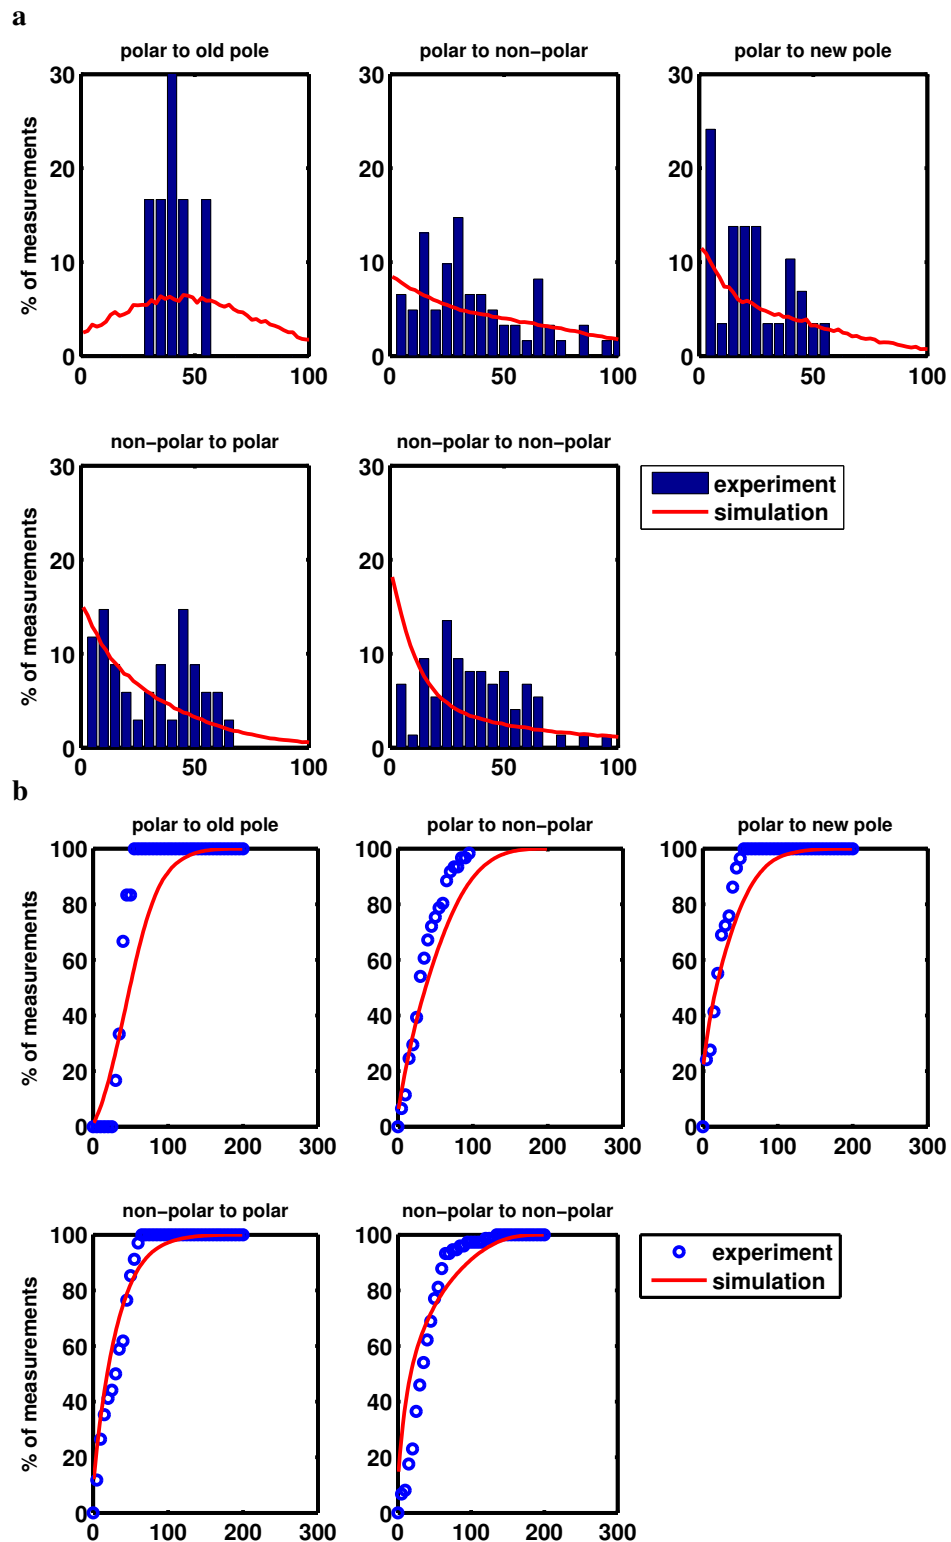 a
polar to old pole
polar to non-polar
polar to new pole
% of measurements
30
20
10
0
0 50 100
30
20
10
0
0 50 100
30
20
10
0
0 50 100
non-polar to polar
non-polar to non-polar
% of measurements
30
20
10
0
0 50 100
30
20
10
0
0 50 100
experiment
simulation
b
polar to old pole
polar to non-polar
polar to new pole
% of measurements
100
80
60
40
20
0
0 100 200 300
100
80
60
40
20
0
0 100 200 300
100
80
60
40
20
0
0 100 200 300
non-polar to polar
non-polar to non-polar
% of measurements
100
80
60
40
20
0
0 100 200 300
100
80
60
40
20
0
0 100 200 300
experiment
simulation